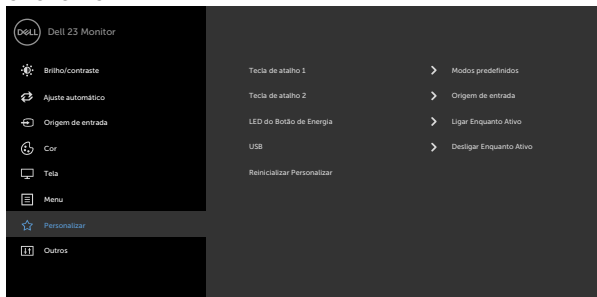 DELL Dell 23 Monitor
Brilho/contraste
Ajuste automático
Origem de entrada
Cor
Tela
Menu
Personalizar
Outros
Tecla de atalho 1 Modos predefinidos
Tecla de atalho 2 Origem de entrada
LED do Botão de Energia Ligar Enquanto Ativo
USB Desligar Enquanto Ativo
Reinicializar Personalizar